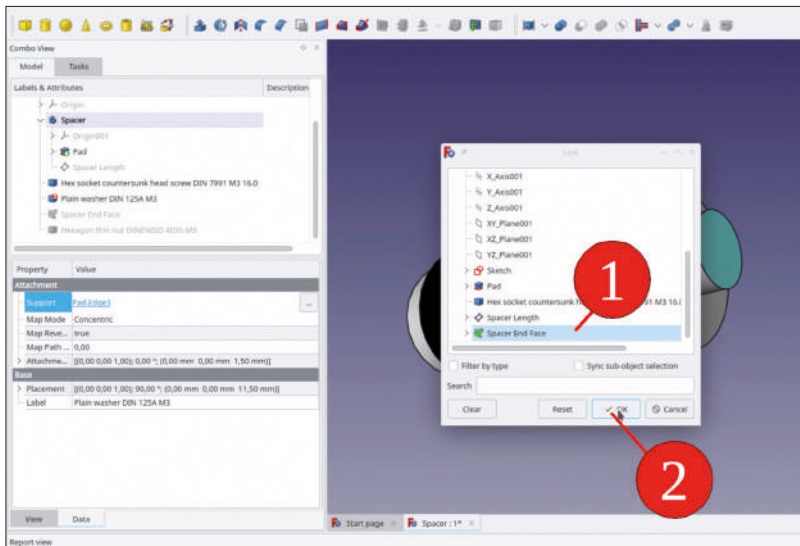 Combo View
Model Tasks
Labels & Attributes Description
Origin
Spacer
Origin001
Pad
Spacer Length
Hex socket countersunk head screw DIN 7991 M3 16.0
Plain washer DIN 125A M3
Spacer End Face
Hexagon thin nut DINENISO 4035 M3
Property Value
Attachment
Support Pad.Edge3 ...
Map Mode Concentric
Map Reve... true
Map Path ... 0,00
Attachme... [(0,00 0,00 1,00); 0,00 °; (0,00 mm 0,00 mm 1,50 mm)]
Base
Placement [(0,00 0,00 1,00); 90,00 °; (0,00 mm 0,00 mm 11,50 mm)]
Label Plain washer DIN 125A M3
View Data
Report view
Link
X_Axis001
Y_Axis001
Z_Axis001
XY_Plane001
XZ_Plane001
YZ_Plane001
Sketch
Pad
Hex socket countersunk M3 16.
Spacer Length
Spacer End Face
1
Filter by type Sync sub-object selection
Search
Clear Reset OK Cancel
2
Start page Spacer : 1*